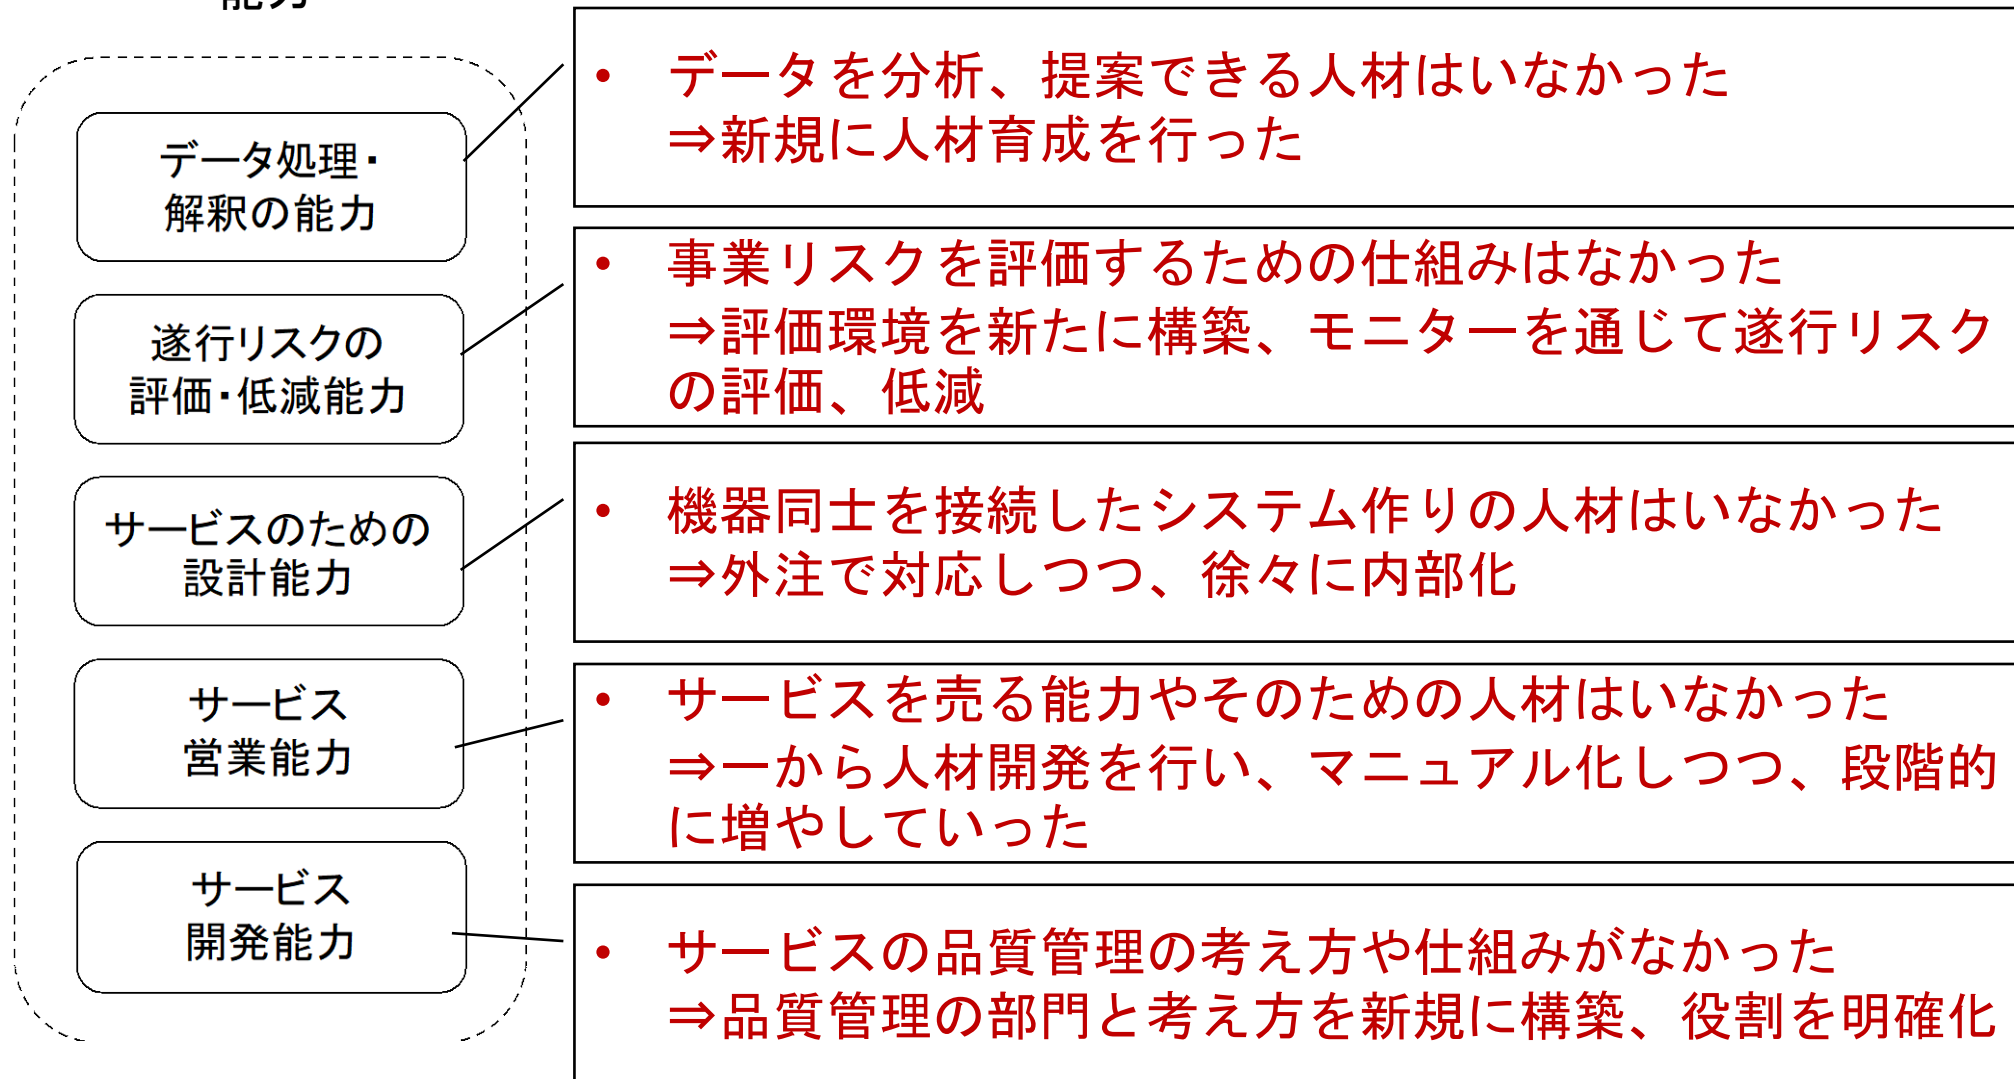 能力
データ処理・
解釈の能力
• データを分析、提案できる人材はいなかった
⇒新規に人材育成を行った
遂行リスクの
評価・低減能力
• 事業リスクを評価するための仕組みはなかった
⇒評価環境を新たに構築、モニターを通じて遂行リスク
の評価、低減
サービスのための
設計能力
• 機器同士を接続したシステム作りの人材はいなかった
⇒外注で対応しつつ、徐々に内部化
サービス
営業能力
• サービスを売る能力やそのための人材はいなかった
⇒一から人材開発を行い、マニュアル化しつつ、段階的
に増やしていった
サービス
開発能力
• サービスの品質管理の考え方や仕組みがなかった
⇒品質管理の部門と考え方を新規に構築、役割を明確化